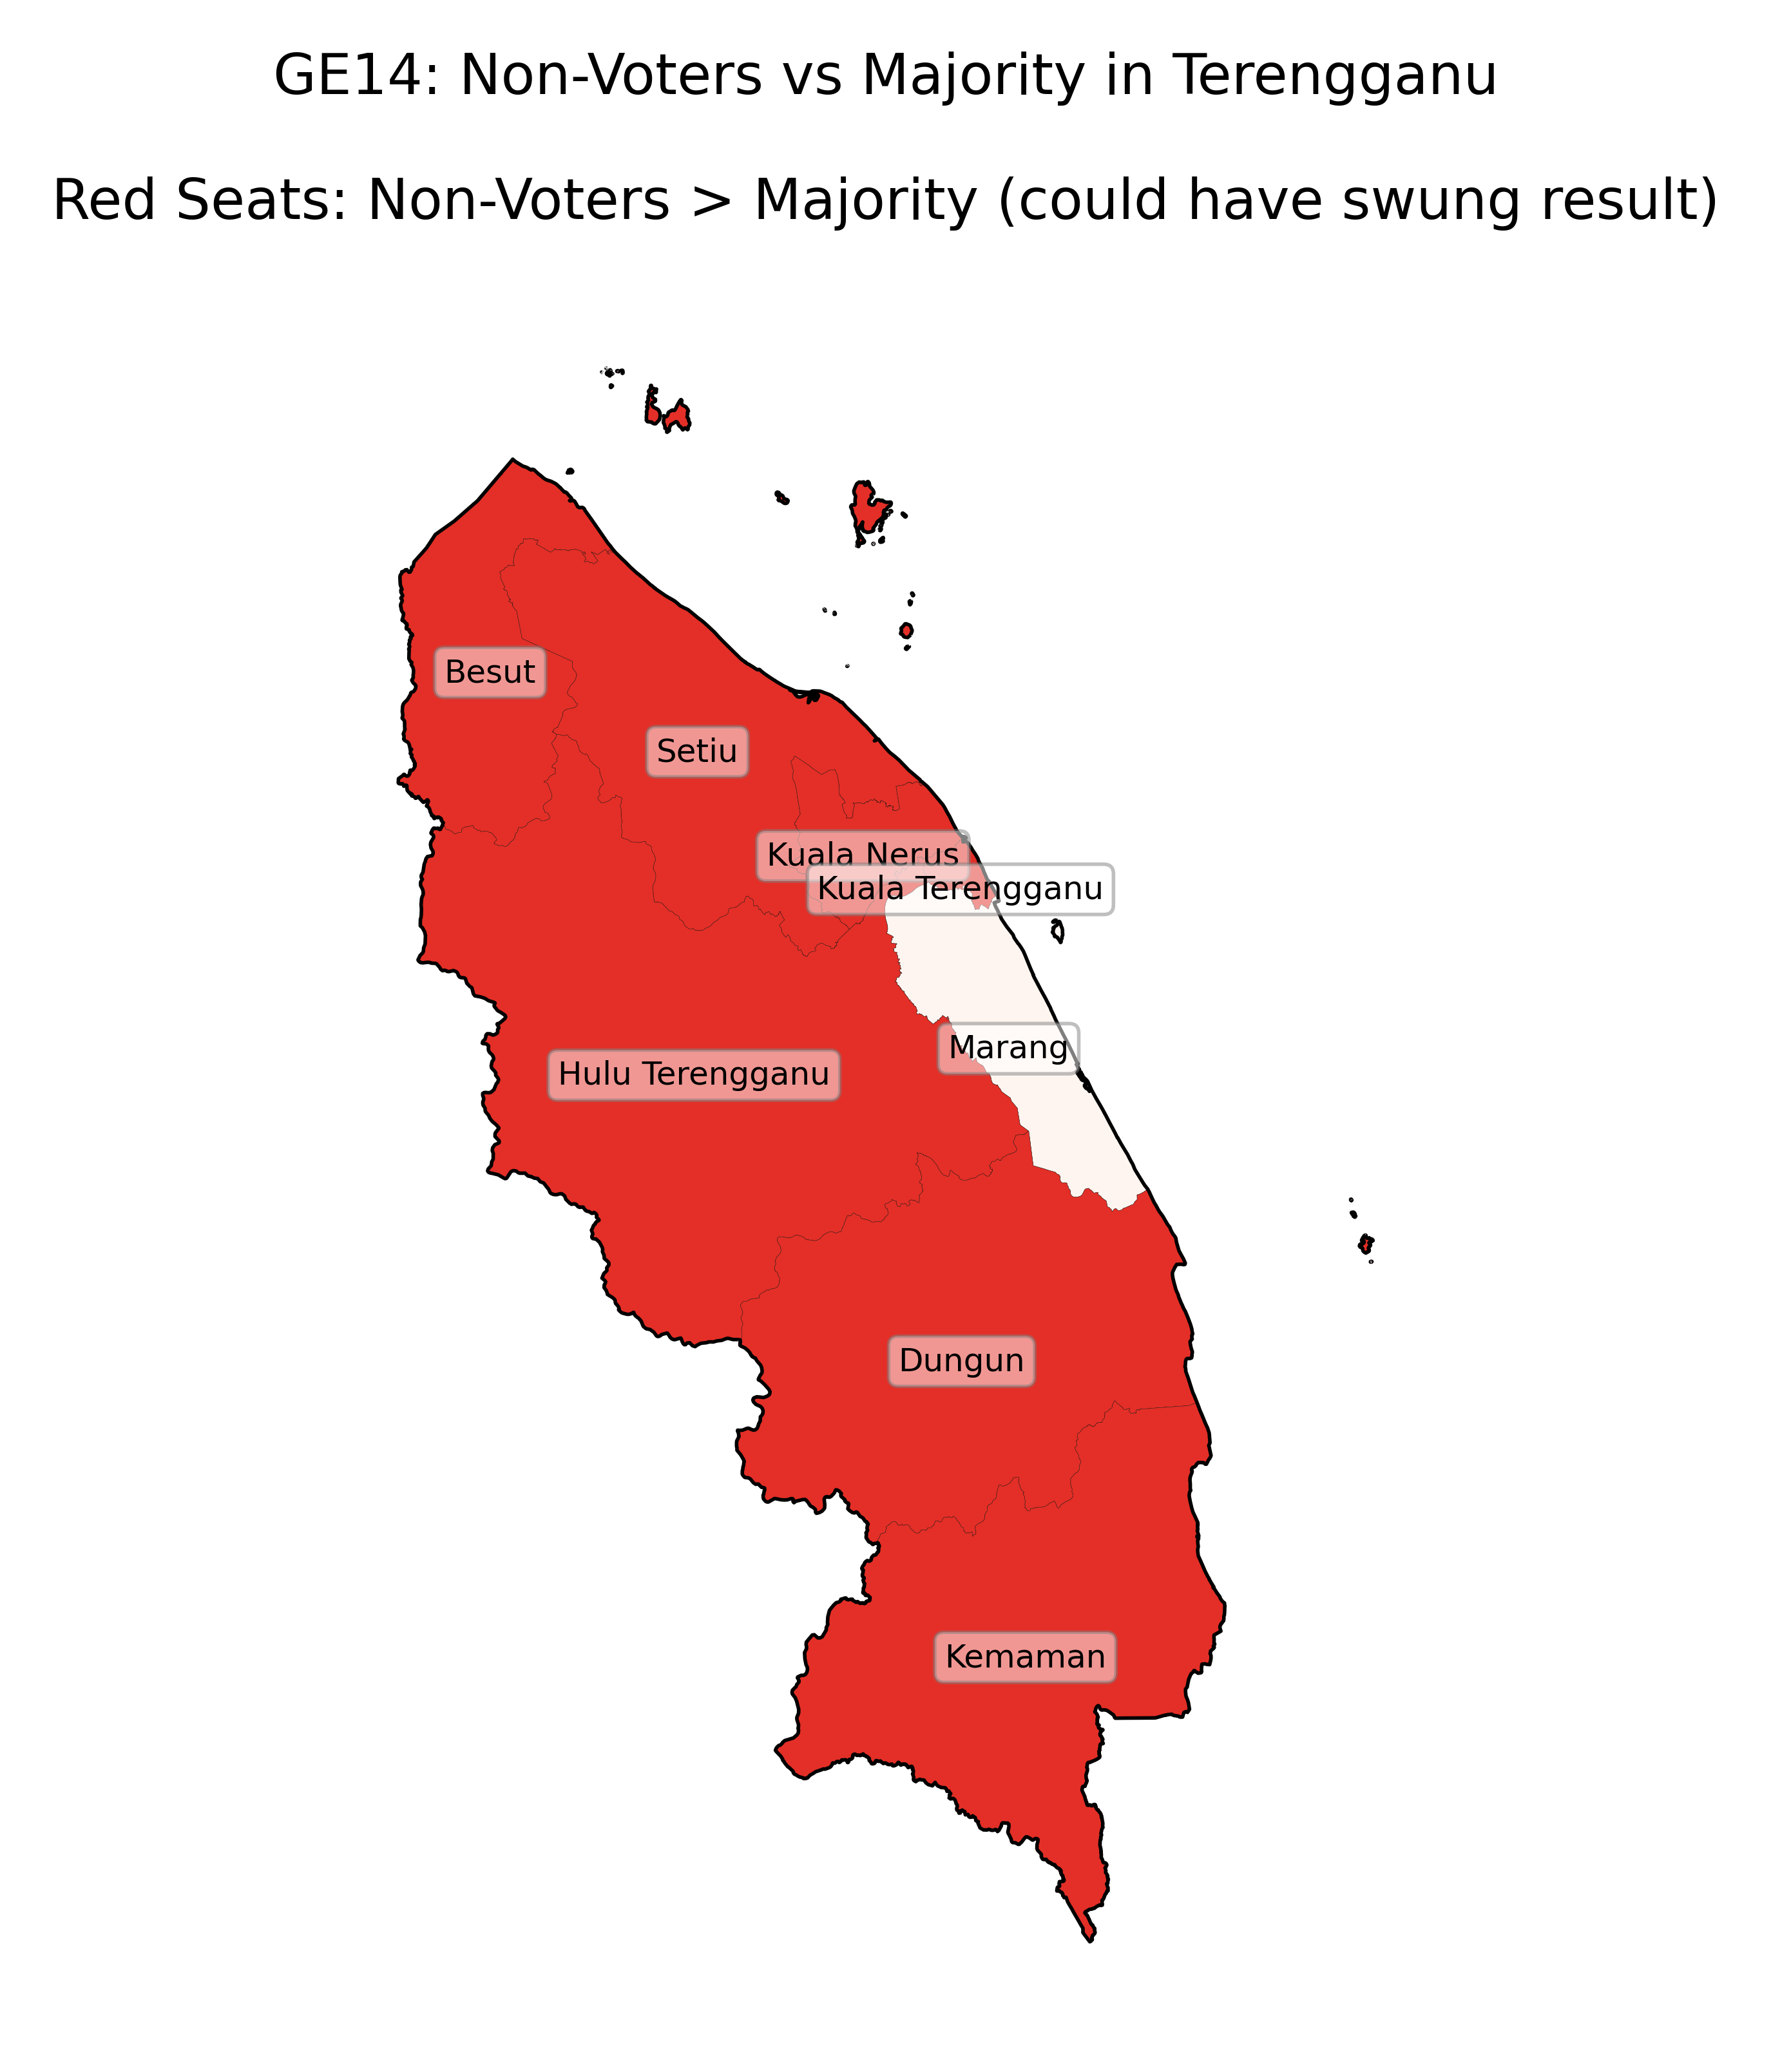 GE14: Non-Voters vs Majority in Terengganu
Red Seats: Non-Voters > Majority (could have swung result)
Besut
Setiu
Kuala Nerus
Kuala Terengganu
Marang
Hulu Terengganu
Dungun
Kemaman